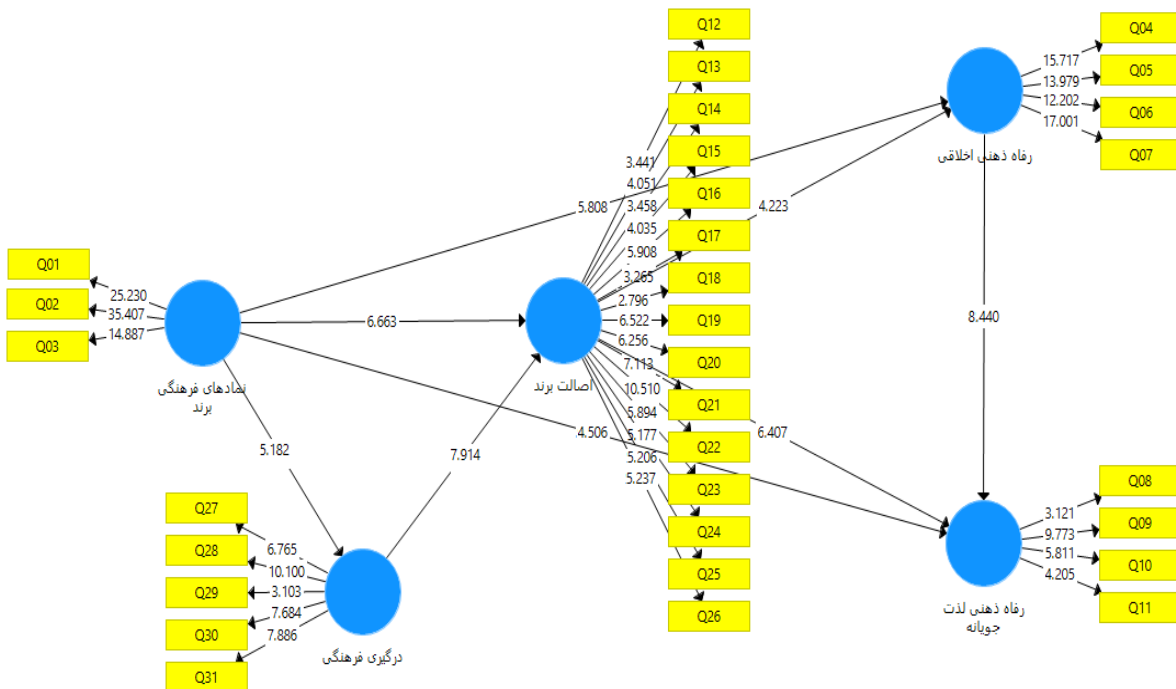 Q12
Q13
Q14
Q15
Q16
Q17
Q18
Q19
Q20
Q21
Q22
Q23
Q24
Q25
Q26
3.441
4.051
3.458
4.035
5.908
3.265
2.796
6.522
6.256
7.113
10.510
5.894
5.177
5.206
5.237
Q04
Q05
Q06
Q07
15.717
13.979
12.202
17.001
رفاه ذهنی اخلاقی
5.808
4.223
Q01
Q02
Q03
25.230
35.407
14.887
6.663
8.440
نمادهای فرهنگی
برند
اصالت برند
5.182
7.914
4.506
6.407
Q27
Q28
Q29
Q30
Q31
6.765
10.100
3.103
7.684
7.886
درگیری فرهنگی
Q08
Q09
Q10
Q11
3.121
9.773
5.811
4.205
رفاه ذهنی لذت
جویانه